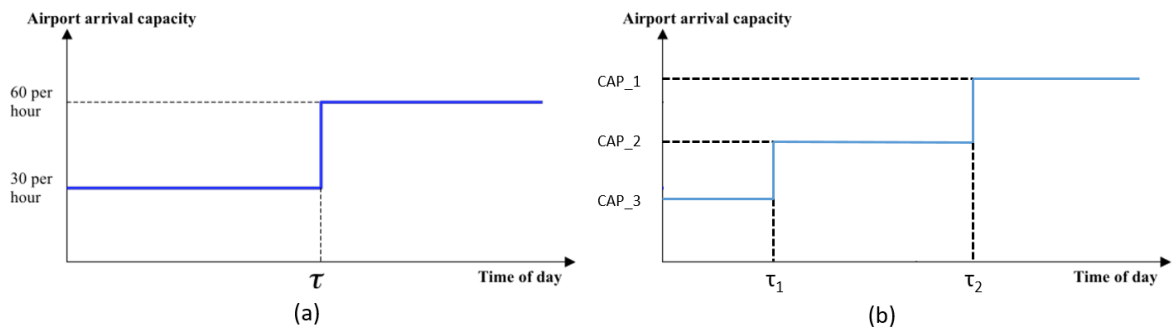 Airport arrival capacity
60 per
hour
30 per
hour
τ
Time of day
(a)
Airport arrival capacity
CAP_1
CAP_2
CAP_3
τ1
τ2
Time of day
(b)